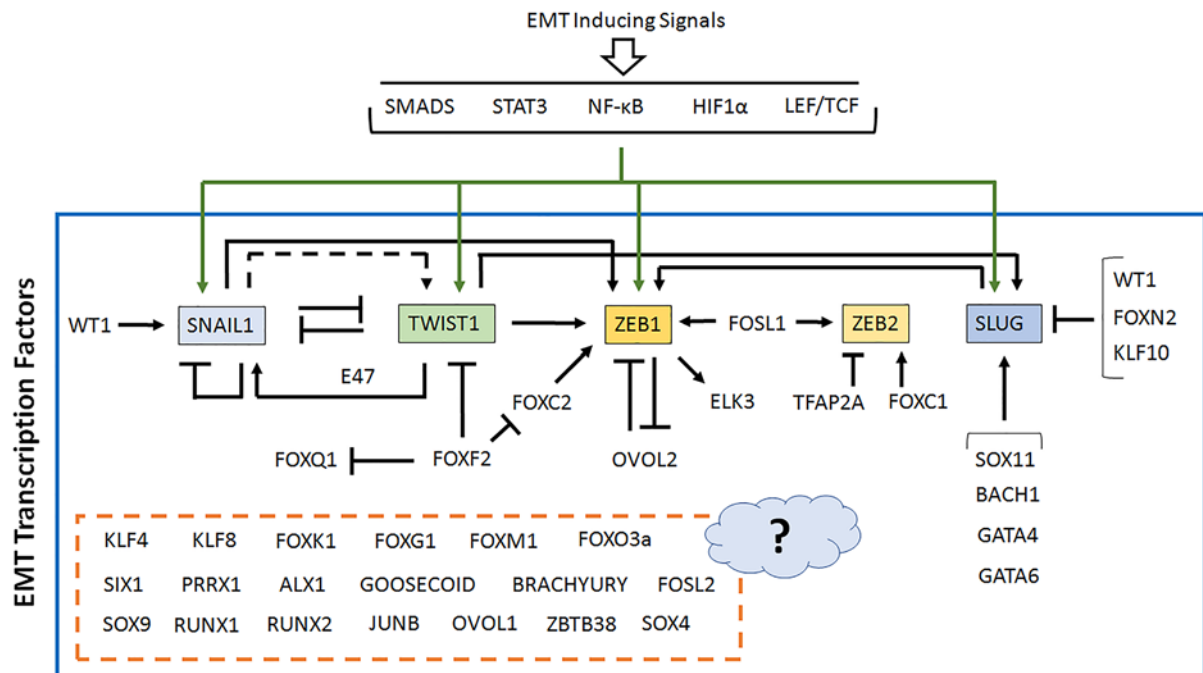 EMT Inducing Signals
SMADS STAT3 NF-κB HIF1α LEF/TCF
EMT Transcription Factors
WT1
SNAIL1
TWIST1
ZEB1
FOSL1
ZEB2
SLUG
WT1
FOXN2
KLF10
E47
FOXC2
ELK3
TFAP2A
FOXC1
FOXQ1
FOXF2
OVOL2
SOX11
BACH1
GATA4
GATA6
?
KLF4 KLF8 FOXK1 FOXG1 FOXM1 FOXO3a
SIX1 PRRX1 ALX1 GOOSECOID BRACHYURY FOSL2
SOX9 RUNX1 RUNX2 JUNB OVOL1 ZBTB38 SOX4